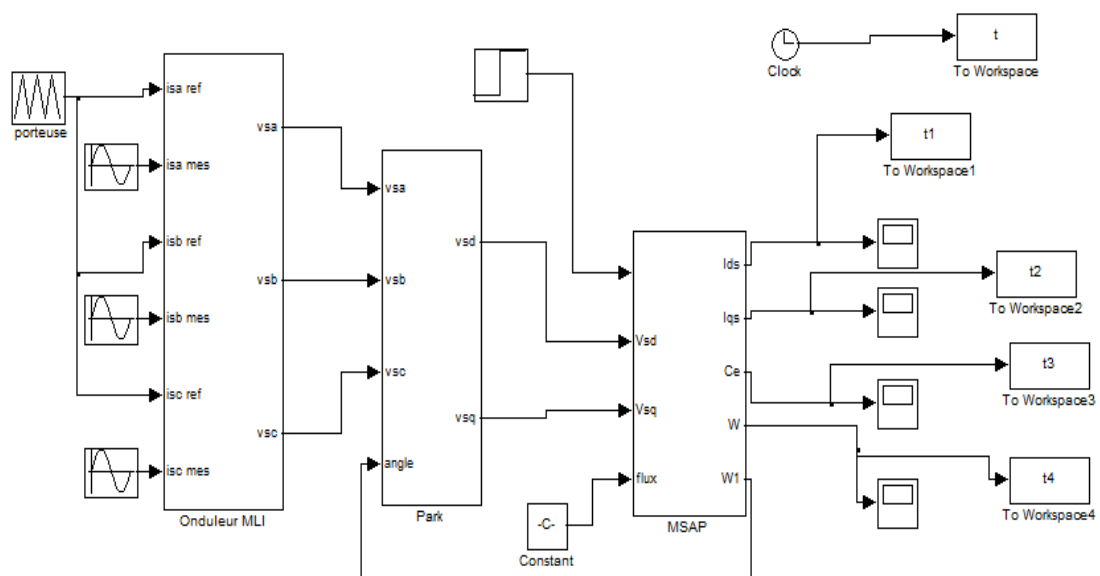 porteuse
isa ref
isa mes
isb ref
isb mes
isc ref
isc mes
vsa
vsb
vsc
Onduleur MLI
vsa
vsb
vsc
angle
vsd
vsq
Park
Vsd
Vsq
flux
Ids
Iqs
Ce
W
W1
MSAP
-C-
Constant
Clock
t
To Workspace
t1
To Workspace1
t2
To Workspace2
t3
To Workspace3
t4
To Workspace4